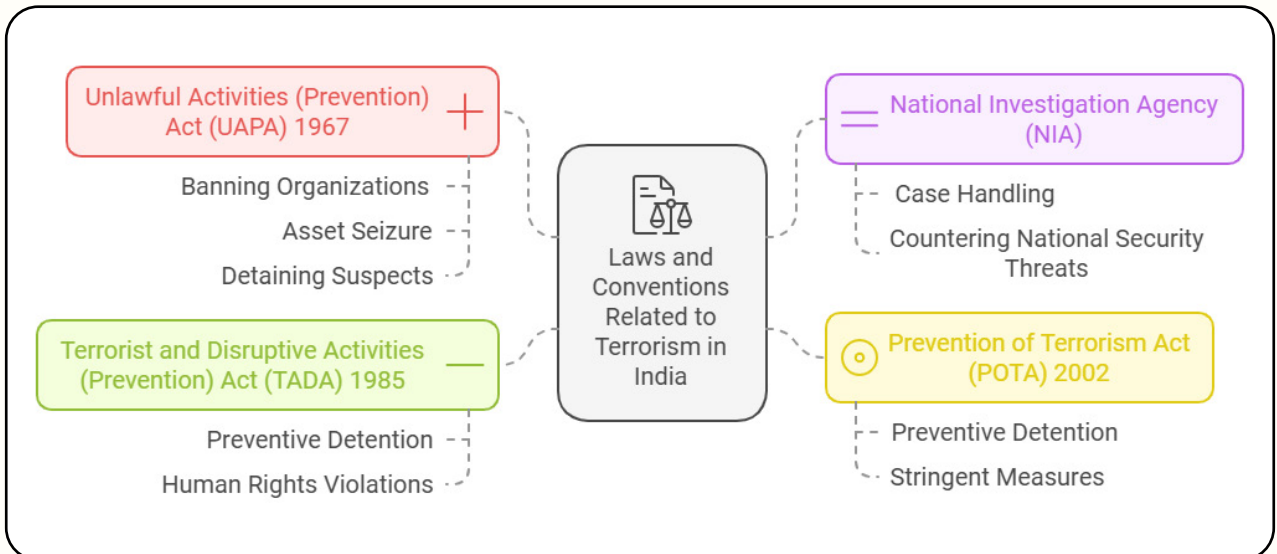 Unlawful Activities (Prevention)
Act (UAPA) 1967
Banning Organizations
Asset Seizure
Detaining Suspects
Terrorist and Disruptive Activities
(Prevention) Act (TADA) 1985
Preventive Detention
Human Rights Violations
Laws and
Conventions
Related to
Terrorism in
India
National Investigation Agency
(NIA)
Case Handling
Countering National Security
Threats
Prevention of Terrorism Act
(POTA) 2002
Preventive Detention
Stringent Measures